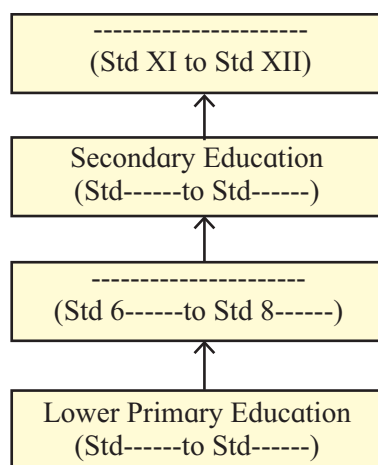 -----------------------
(Std XI to Std XII)
Secondary Education
(Std------to Std------)
-----------------------
(Std 6------to Std 8------)
Lower Primary Education
(Std------to Std------)